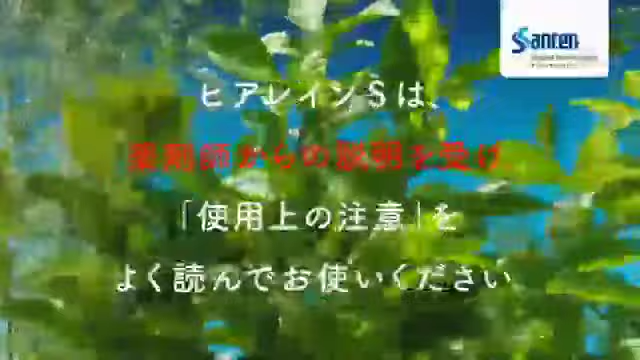 Santen
ヒアレインSは、
薬剤師からの説明を受け
「使用上の注意」を
よく読んでお使いください